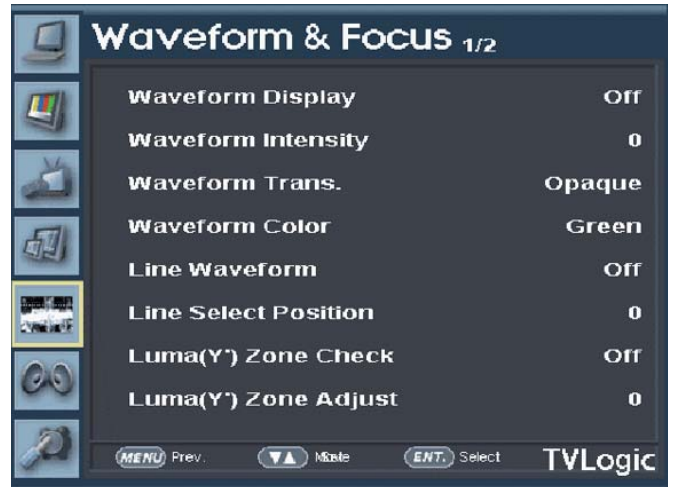 Waveform & Focus 1/2
Waveform Display Off
Waveform Intensity 0
Waveform Trans. Opaque
Waveform Color Green
Line Waveform Off
Line Select Position 0
Luma(Y') Zone Check Off
Luma(Y') Zone Adjust 0
MENU Prev. ▼▲ ENT. Select TVLogic